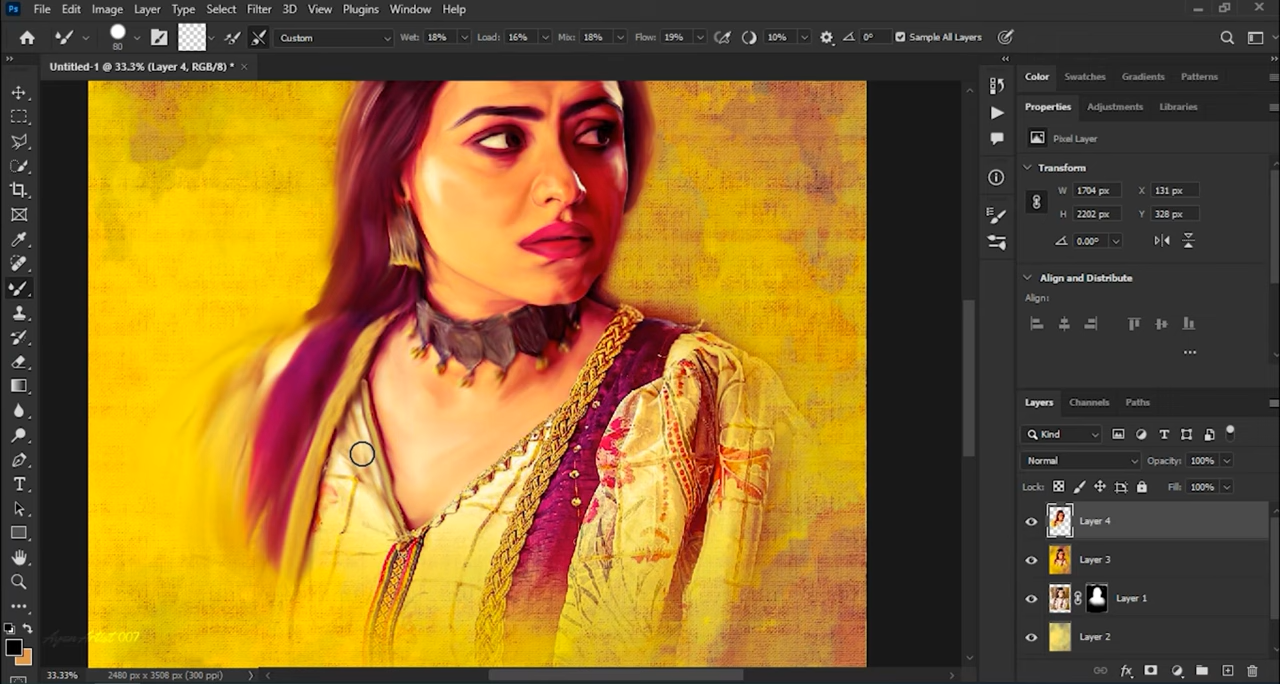 Ps File Edit Image Layer Type Select Filter 3D View Plugins Window Help
80 Custom Wet: 18% Load: 16% Mix: 18% Flow: 19% 10% 0° Sample All Layers
Untitled-1 @ 33.3% (Layer 4, RGB/8) * ×
Color Swatches Gradients Patterns
Properties Adjustments Libraries
Pixel Layer
Transform
W 1704 px X 131 px
H 2202 px Y 328 px
0.00°
Align and Distribute
Align:
Layers Channels Paths
Kind
Normal Opacity: 100%
Lock: Fill: 100%
Layer 4
Layer 3
Layer 1
Layer 2
33.33% 2480 px x 3508 px (300 ppi)